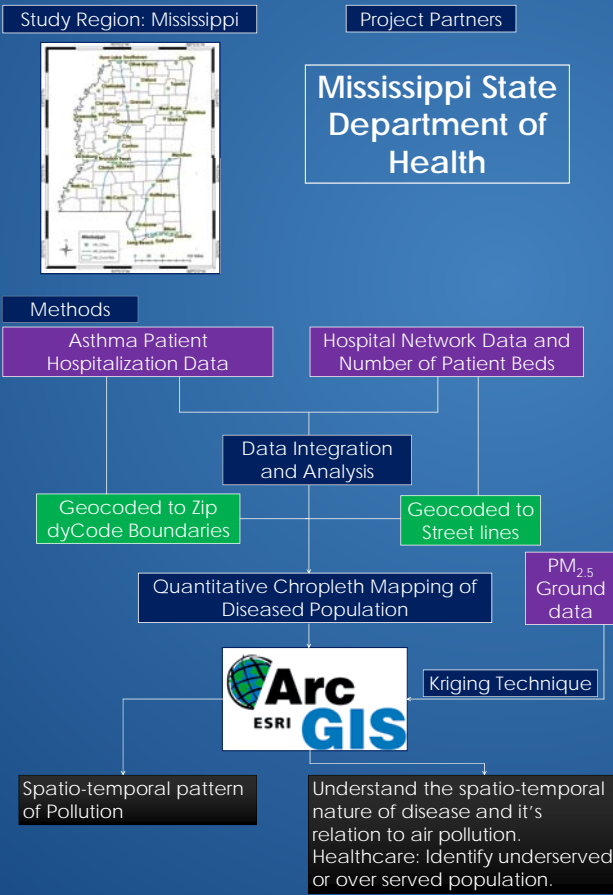 Study Region: Mississippi
Project Partners
Mississippi State
Department of
Health
Methods
Asthma Patient
Hospitalization Data
Hospital Network Data and
Number of Patient Beds
Data Integration
and Analysis
Geocoded to Zip
dyCode Boundaries
Geocoded to
Street lines
PM2.5
Ground
data
Quantitative Chropleth Mapping of
Diseased Population
Arc
ESRI
GIS
Kriging Technique
Spatio-temporal pattern
of Pollution
Understand the spatio-temporal
nature of disease and it's
relation to air pollution.
Healthcare: Identify underserved
or over served population.